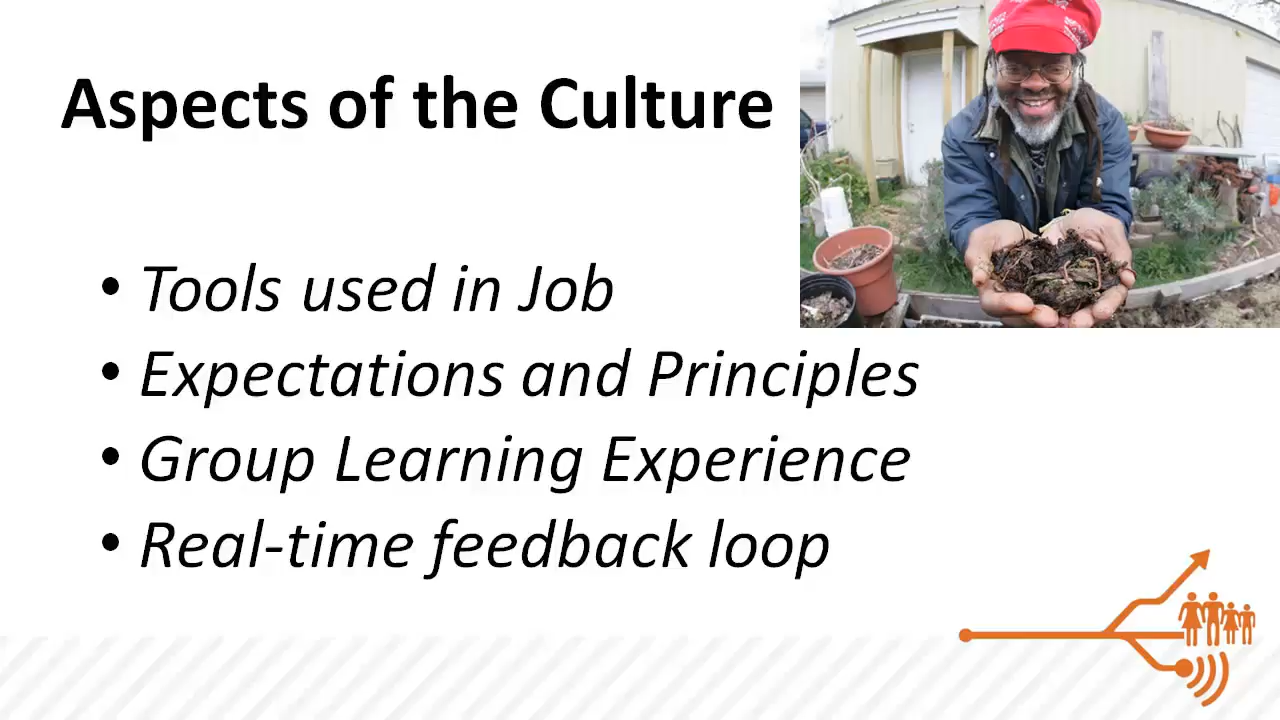 Aspects of the Culture
• Tools used in Job
• Expectations and Principles
• Group Learning Experience
• Real-time feedback loop